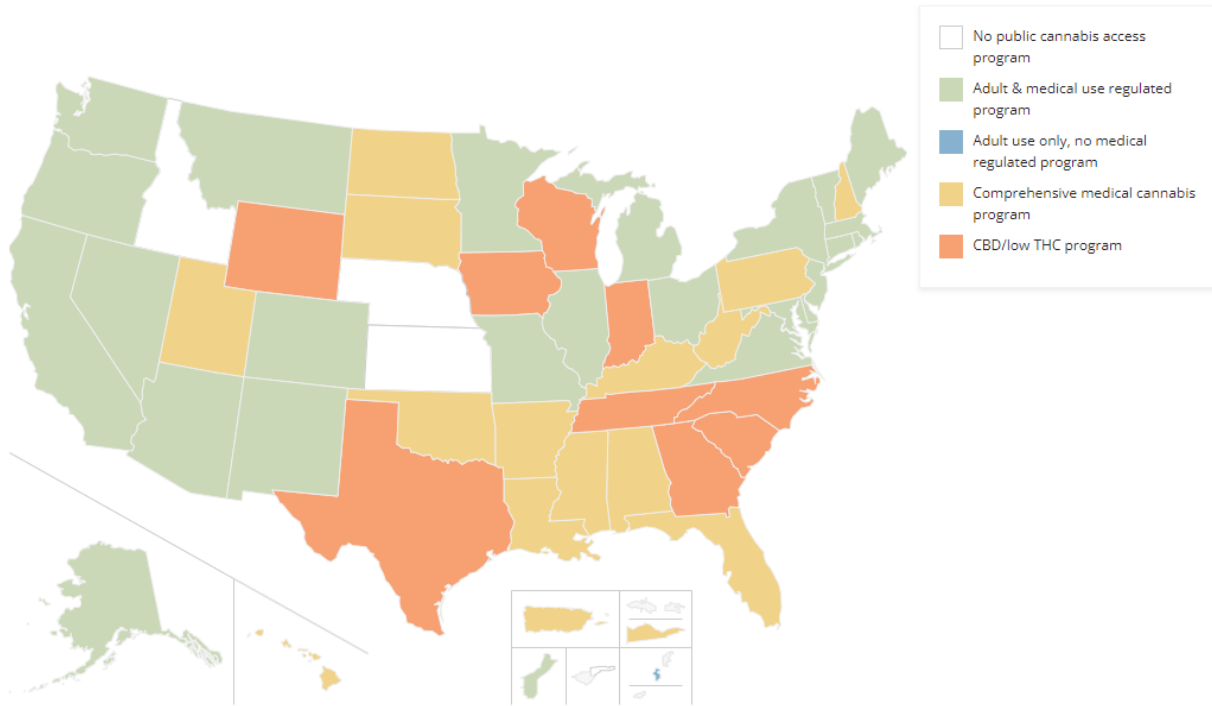 No public cannabis access
program
Adult & medical use regulated
program
Adult use only, no medical
regulated program
Comprehensive medical cannabis
program
CBD/low THC program